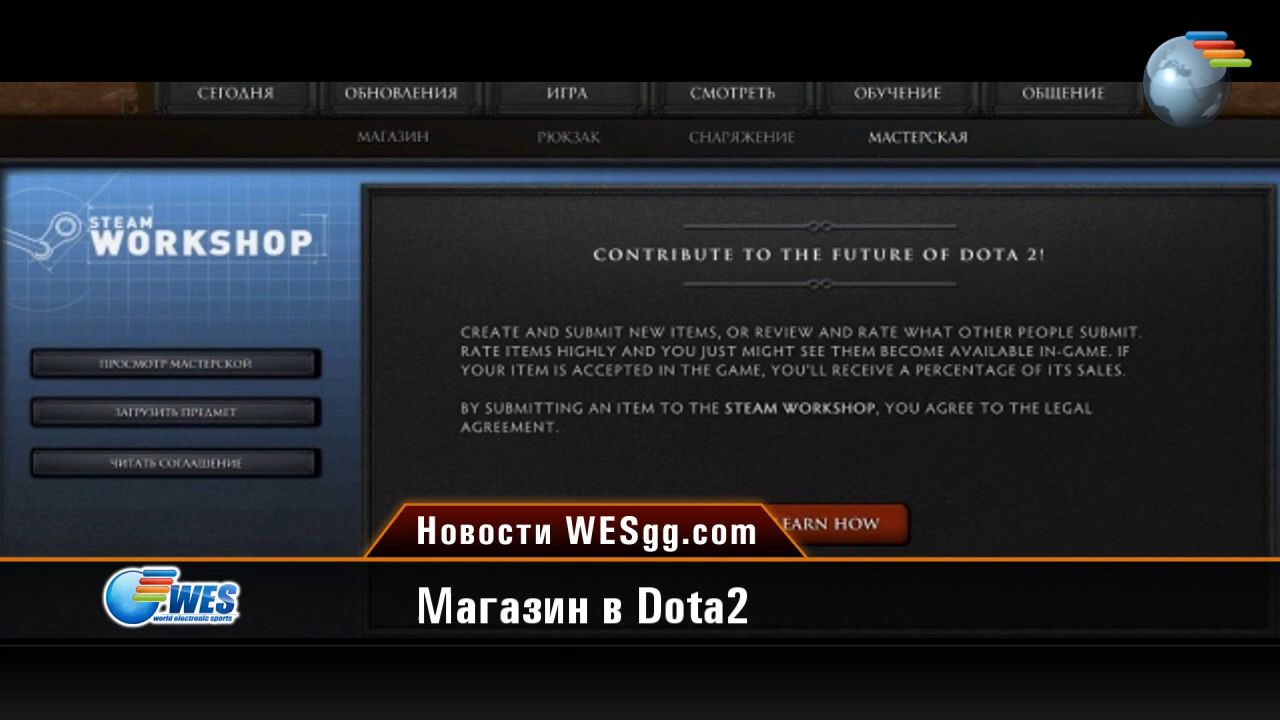 СЕГОДНЯ ОБНОВЛЕНИЯ ИГРА СМОТРЕТЬ ОБУЧЕНИЕ ОБЩЕНИЕ
МАГАЗИН РЮКЗАК СНАРЯЖЕНИЕ МАСТЕРСКАЯ
STEAM
WORKSHOP
CONTRIBUTE TO THE FUTURE OF DOTA 2!
ПРОСМОТР МАСТЕРСКОЙ
ЗАГРУЗИТЬ ПРЕДМЕТ
ЧИТАТЬ СОГЛАШЕНИЕ
CREATE AND SUBMIT NEW ITEMS, OR REVIEW AND RATE WHAT OTHER PEOPLE SUBMIT.
RATE ITEMS HIGHLY AND YOU JUST MIGHT SEE THEM BECOME AVAILABLE IN-GAME. IF
YOUR ITEM IS ACCEPTED IN THE GAME, YOU'LL RECEIVE A PERCENTAGE OF ITS SALES.
BY SUBMITTING AN ITEM TO THE STEAM WORKSHOP, YOU AGREE TO THE LEGAL
AGREEMENT.
EARN HOW
Новости WESgg.com
WES
world electronic sports
Магазин в Dota2